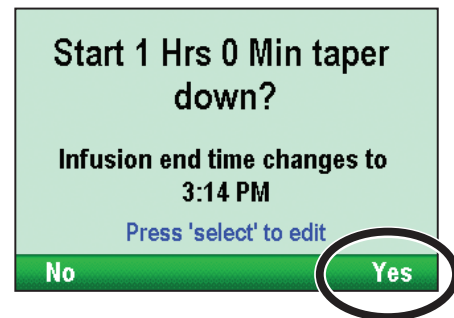 Start 1 Hrs 0 Min taper
down?
Infusion end time changes to
3:14 PM
Press 'select' to edit
No Yes